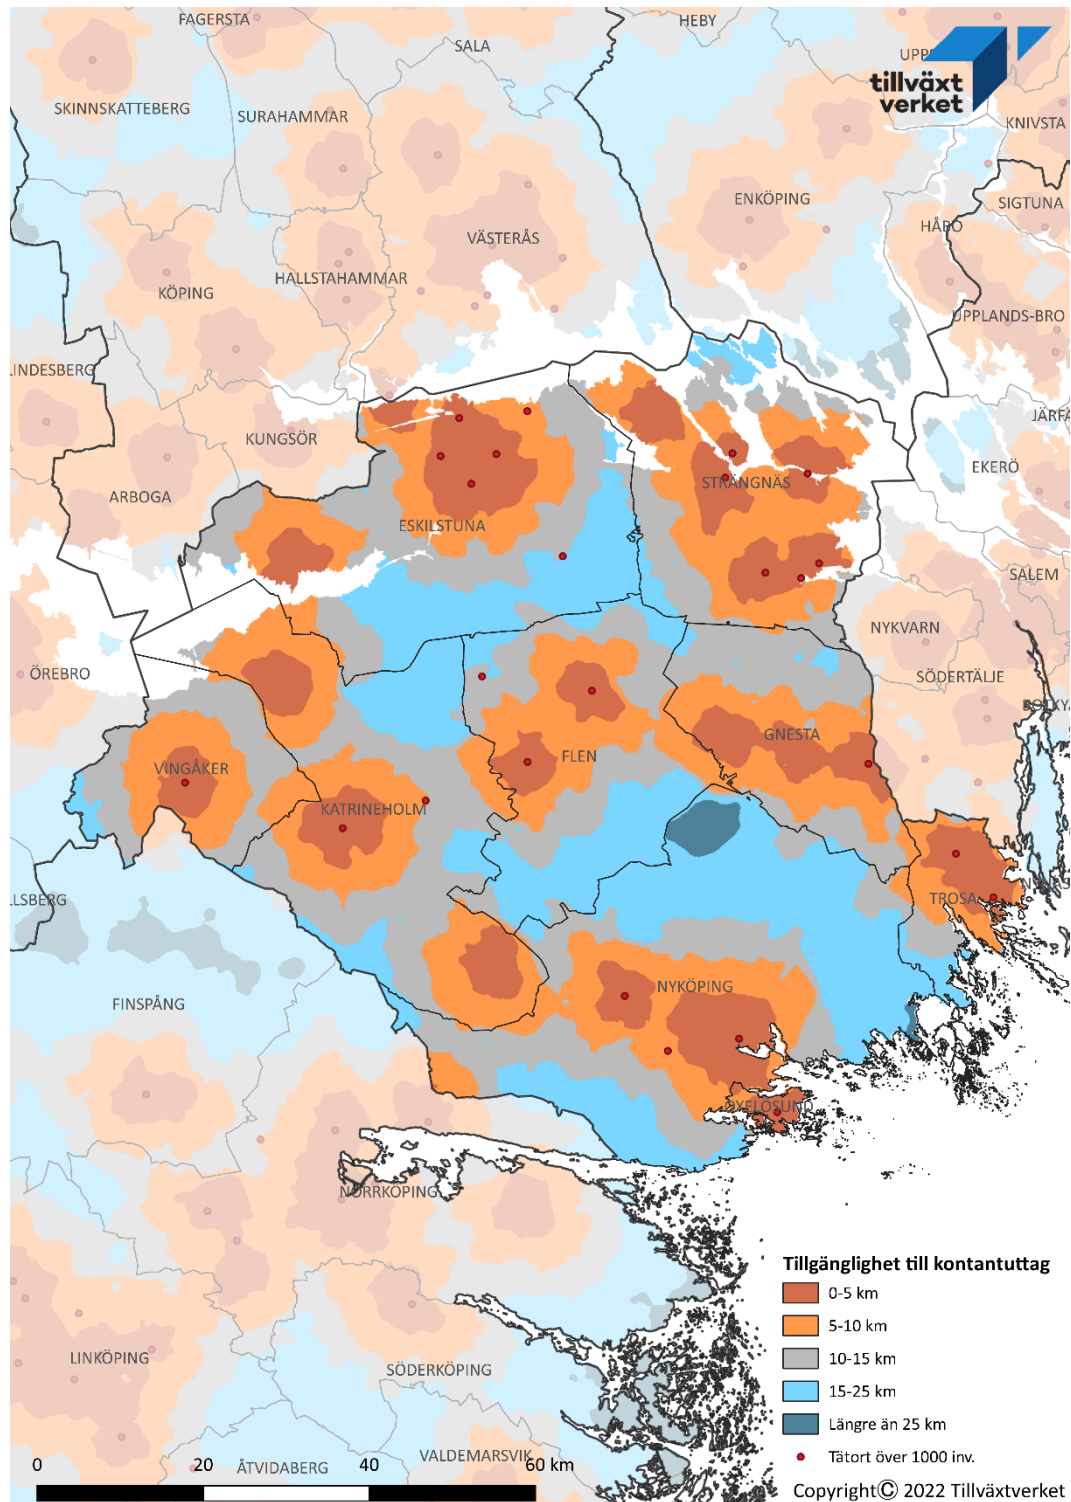 FAGERSTA
HEBY
SALA
tillväxt
verket
SKINNSKATTEBERG
SURAHAMMAR
KNIVSTA
ENKÖPING
SIGTUNA
HÅBO
VÄSTERÅS
HALLSTAHAMMAR
KÖPING
UPPLANDS-BRO
LINDESBERG
KUNGSÖR
EKERÖ
ARBOGA
STRÄNGNÄS
ESKILSTUNA
SALEM
NYKVARN
ÖREBRO
SÖDERTÄLJE
GNESTA
FLEN
VINGÅKER
KATRINEHOLM
TROSA
LLSBERG
NYKÖPING
FINSPÅNG
OXELÖSUND
NORRKÖPING
LINKÖPING
SÖDERKÖPING
VALDEMARSVIK
ÅTVIDABERG
Tillgänglighet till kontantuttag
0-5 km
5-10 km
10-15 km
15-25 km
Längre än 25 km
Tätort över 1000 inv.
0 20 40 60 km
Copyright© 2022 Tillväxtverket